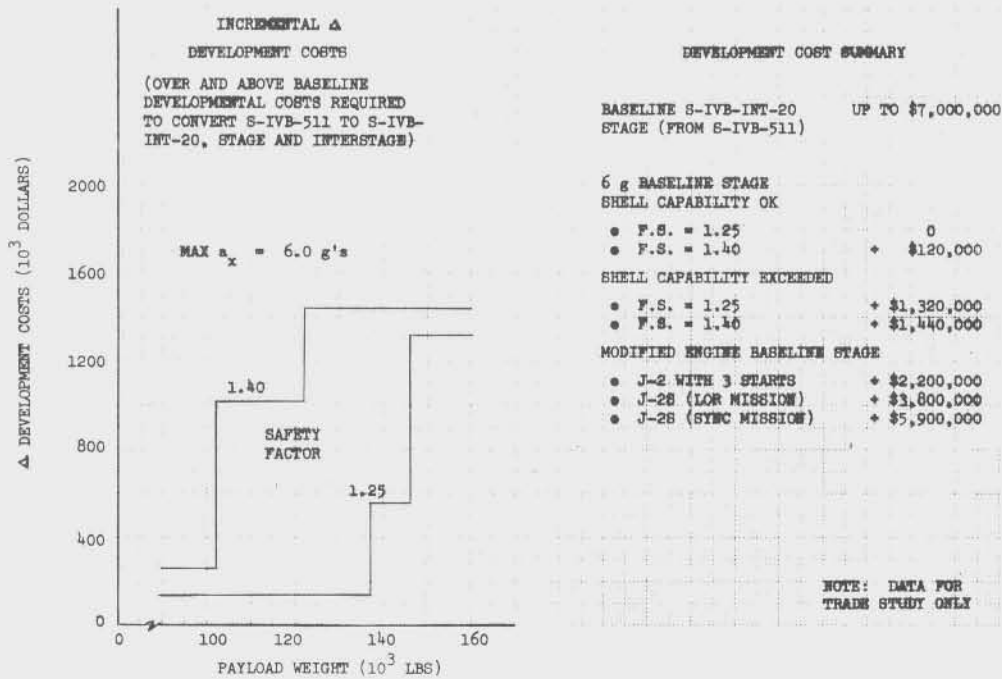 INCREMENTAL Δ
DEVELOPMENT COSTS
(OVER AND ABOVE BASELINE
DEVELOPMENTAL COSTS REQUIRED
TO CONVERT S-IVB-511 TO S-IVB-
INT-20, STAGE AND INTERSTAGE)
Δ DEVELOPMENT COSTS (10³ DOLLARS)
2000
1600
1200
800
400
0
MAX aₓ = 6.0 g's
1.40
SAFETY
FACTOR
1.25
0
100
120
140
160
PAYLOAD WEIGHT (10³ LBS)
DEVELOPMENT COST SUMMARY
BASELINE S-IVB-INT-20 UP TO $7,000,000
STAGE (FROM S-IVB-511)
6 g BASELINE STAGE
SHELL CAPABILITY OK
● F.S. = 1.25 0
● F.S. = 1.40 + $120,000
SHELL CAPABILITY EXCEEDED
● F.S. = 1.25 + $1,320,000
● F.S. = 1.40 + $1,440,000
MODIFIED ENGINE BASELINE STAGE
● J-2 WITH 3 STARTS + $2,200,000
● J-2S (LOR MISSION) + $3,800,000
● J-2S (SYNC MISSION) + $5,900,000
NOTE: DATA FOR
TRADE STUDY ONLY